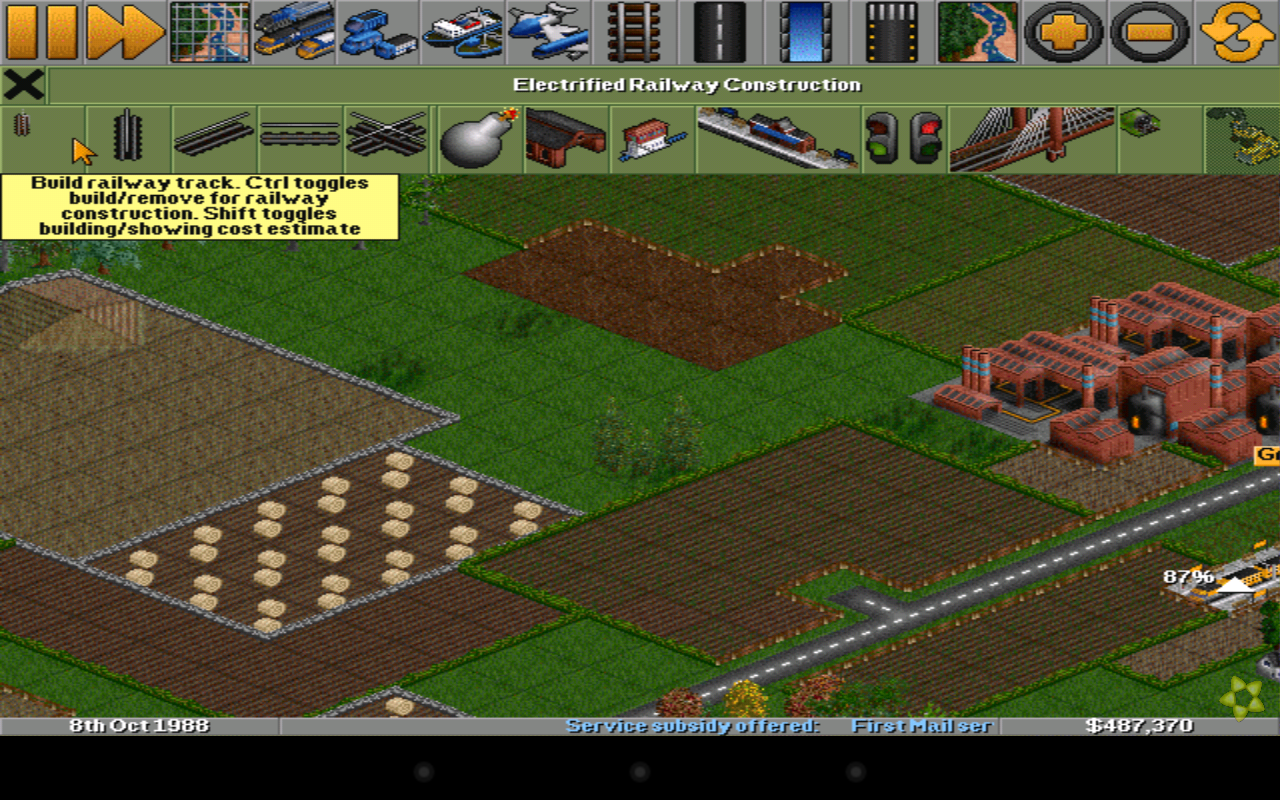 Electrified Railway Construction
Build railway track. Ctrl toggles
build/remove for railway
construction. Shift toggles
building/showing cost estimate
87%
8th Oct 1988
Service subsidy offered: First Mail ser
$487,370